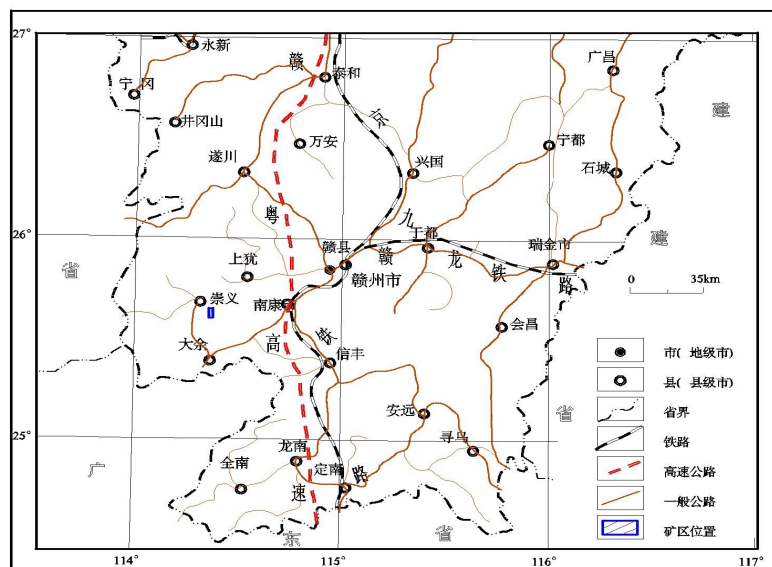 27°
永新
赣
泰和
广昌
宁冈
建
井冈山
京
万安
宁都
遂川
兴国
石城
粤
九
26°
于都
省
上犹
赣县
赣
龙
瑞金市
建
赣州市
铁
路
0 35km
崇义
南康
会昌
大余
高
铁
信丰
市( 地级市)
县( 县级市)
安远
省
省界
25°
寻乌
铁路
广
全南
龙南
定南
路
高速公路
速
一般公路
东
省
矿区位置
114°
115°
116°
117°